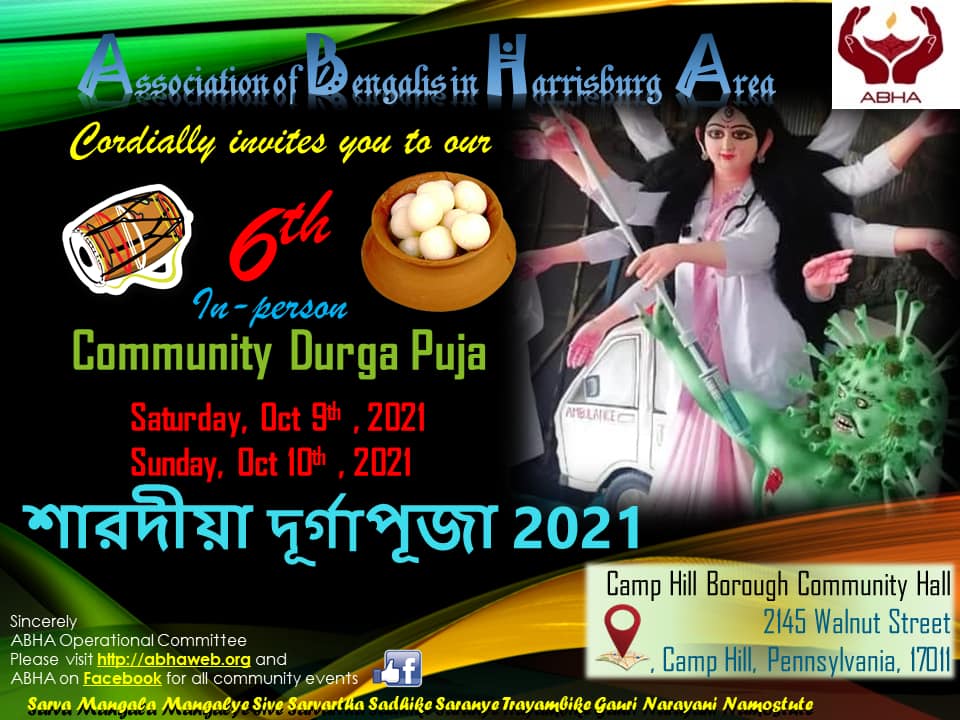 Association of Bengalis in Harrisburg Area
ABHA
Cordially invites you to our
6th
In-person
Community Durga Puja
Saturday, Oct 9th , 2021
Sunday, Oct 10th , 2021
AMBULANCE
শারদীয়া দূর্গাপূজা 2021
Camp Hill Borough Community Hall
2145 Walnut Street
, Camp Hill, Pennsylvania, 17011
Sincerely
ABHA Operational Committee
Please visit http://abhaweb.org and
ABHA on Facebook for all community events
Sarva Mangala Mangalye Sive Sarvartha Sadhike Saranye Trayambike Gauri Narayani Namostute